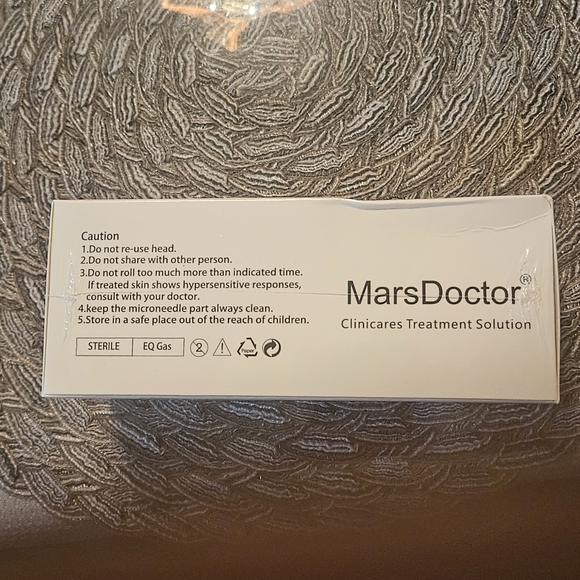 Caution
1.Do not re-use head.
2.Do not share with other person.
3.Do not roll too much more than indicated time.
If treated skin shows hypersensitive responses,
consult with your doctor.
4.keep the microneedle part always clean.
5.Store in a safe place out of the reach of children.
STERILE EQ Gas 2 Paper
MarsDoctor®
Clinicares Treatment Solution